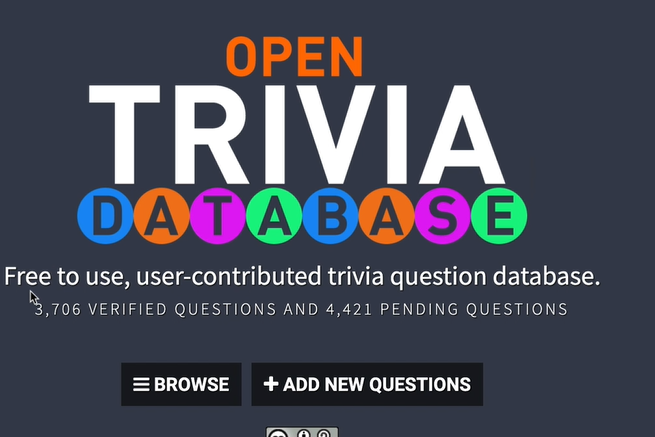 OPEN
TRIVIA
DATABASE
Free to use, user-contributed trivia question database.
3,706 VERIFIED QUESTIONS AND 4,421 PENDING QUESTIONS
BROWSE
ADD NEW QUESTIONS